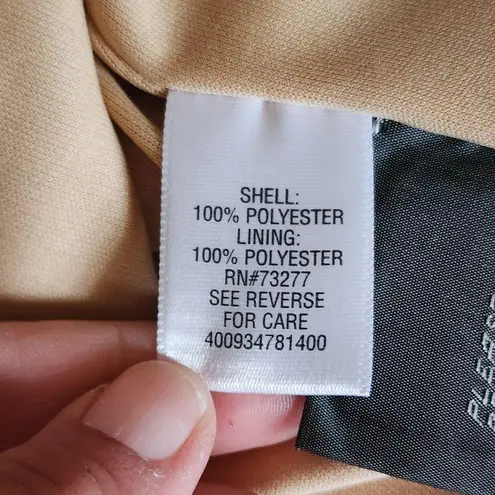 SHELL:
100% POLYESTER
LINING:
100% POLYESTER
RN#73277
SEE REVERSE
FOR CARE
400934781400